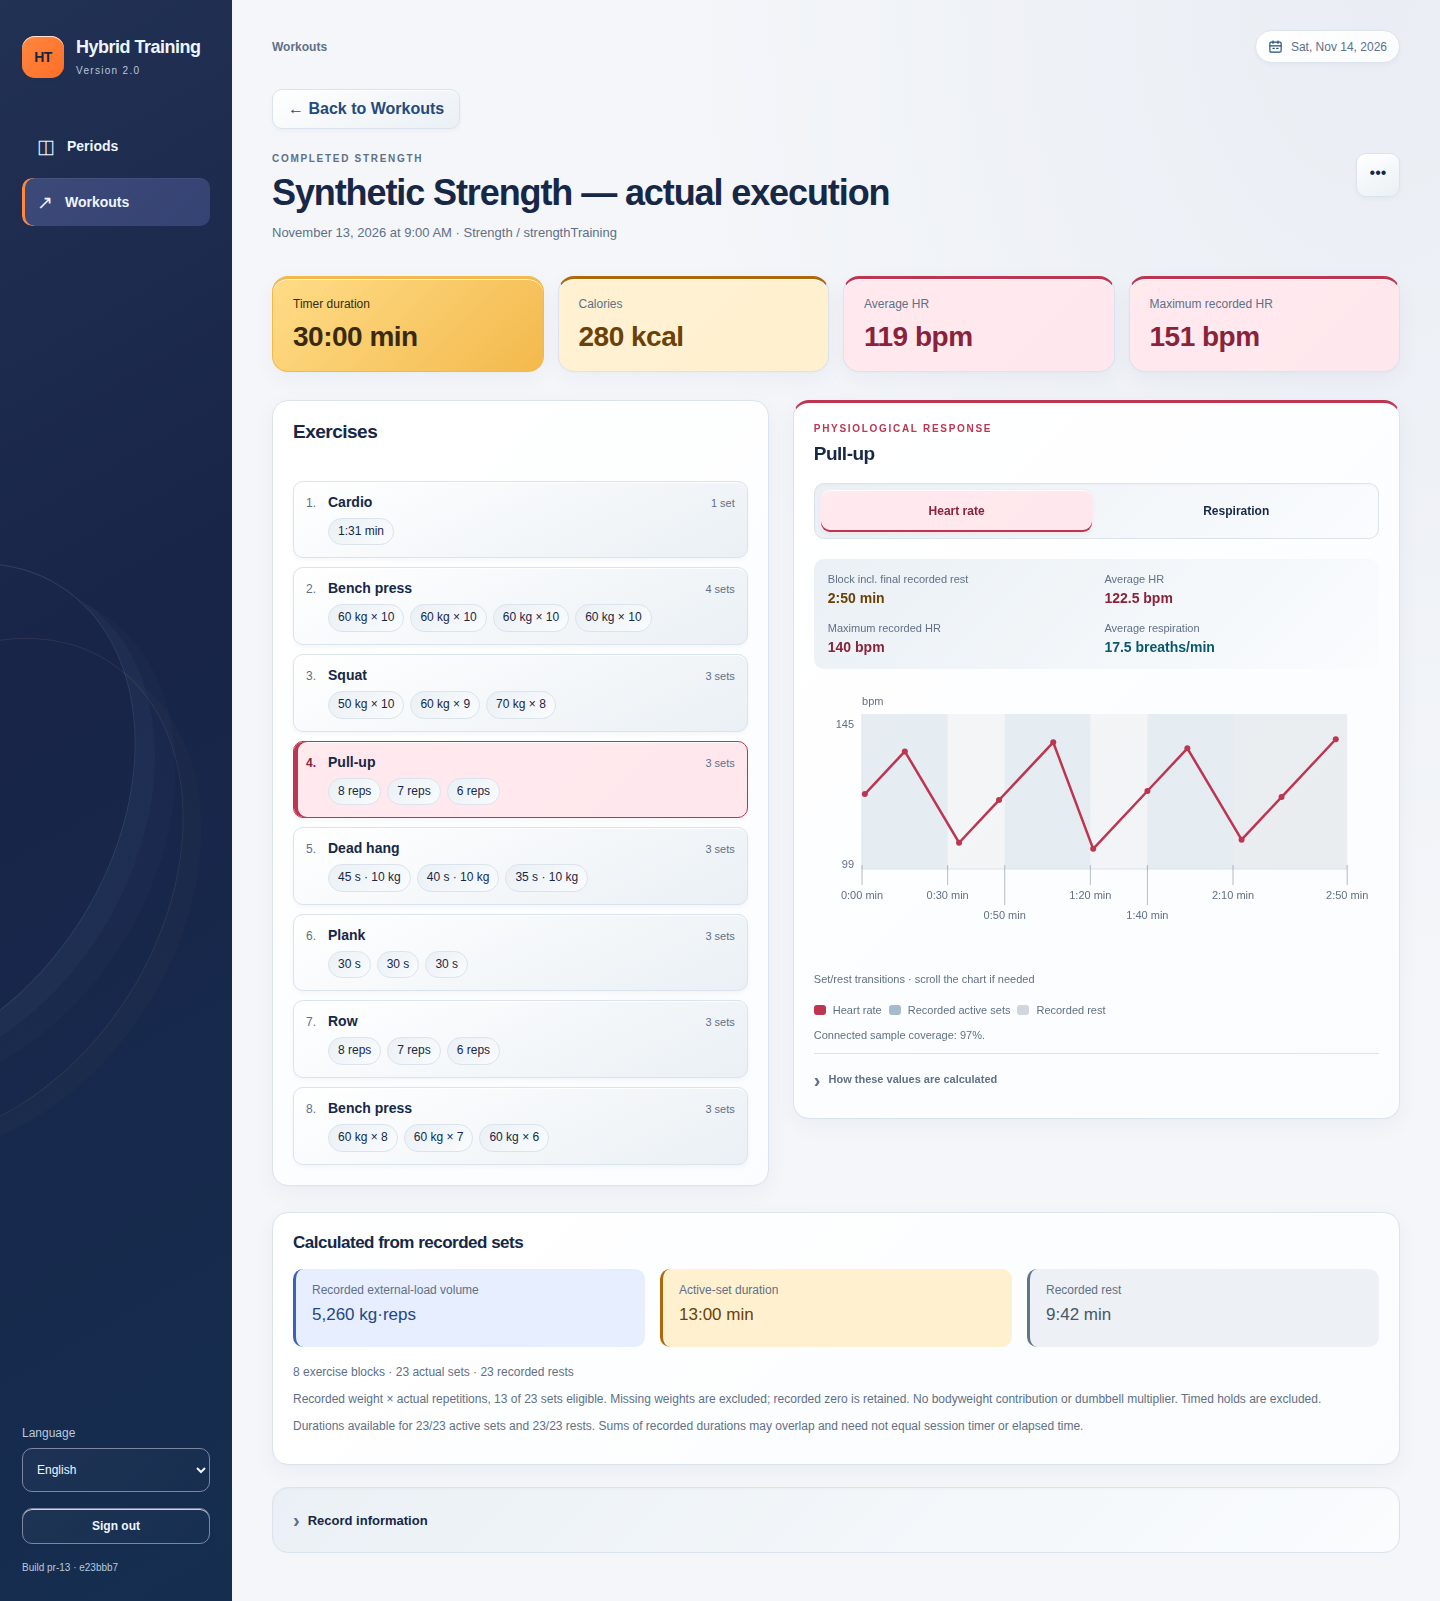 HT
Hybrid Training
Version 2.0
Periods
Workouts
Language
English
Sign out
Build pr-13 · e23bbb7
Workouts
Sat, Nov 14, 2026
← Back to Workouts
COMPLETED STRENGTH
Synthetic Strength — actual execution
•••
November 13, 2026 at 9:00 AM · Strength / strengthTraining
Timer duration
30:00 min
Calories
280 kcal
Average HR
119 bpm
Maximum recorded HR
151 bpm
Exercises
1. Cardio 1 set
1:31 min
2. Bench press 4 sets
60 kg × 10 60 kg × 10 60 kg × 10 60 kg × 10
3. Squat 3 sets
50 kg × 10 60 kg × 9 70 kg × 8
4. Pull-up 3 sets
8 reps 7 reps 6 reps
5. Dead hang 3 sets
45 s · 10 kg 40 s · 10 kg 35 s · 10 kg
6. Plank 3 sets
30 s 30 s 30 s
7. Row 3 sets
8 reps 7 reps 6 reps
8. Bench press 3 sets
60 kg × 8 60 kg × 7 60 kg × 6
PHYSIOLOGICAL RESPONSE
Pull-up
Heart rate Respiration
Block incl. final recorded rest
2:50 min
Average HR
122.5 bpm
Maximum recorded HR
140 bpm
Average respiration
17.5 breaths/min
bpm
145
99
0:00 min 0:30 min 1:20 min 2:10 min 2:50 min
0:50 min 1:40 min
Set/rest transitions · scroll the chart if needed
Heart rate Recorded active sets Recorded rest
Connected sample coverage: 97%.
› How these values are calculated
Calculated from recorded sets
Recorded external-load volume
5,260 kg·reps
Active-set duration
13:00 min
Recorded rest
9:42 min
8 exercise blocks · 23 actual sets · 23 recorded rests
Recorded weight × actual repetitions, 13 of 23 sets eligible. Missing weights are excluded; recorded zero is retained. No bodyweight contribution or dumbbell multiplier. Timed holds are excluded.
Durations available for 23/23 active sets and 23/23 rests. Sums of recorded durations may overlap and need not equal session timer or elapsed time.
› Record information